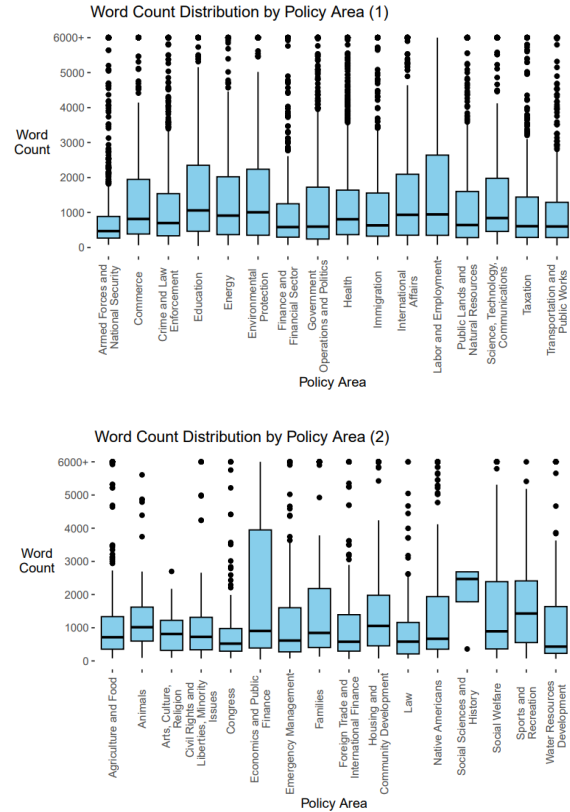 Word Count Distribution by Policy Area (1)
6000+
5000
4000
3000
2000
1000
0
Word
Count
Armed Forces and
National Security
Commerce
Crime and Law
Enforcement
Education
Energy
Environmental
Protection
Finance and
Financial Sector
Government
Operations and Politics
Health
Immigration
International
Affairs
Labor and Employment
Public Lands and
Natural Resources
Science, Technology,
Communications
Taxation
Transportation and
Public Works
Policy Area
Word Count Distribution by Policy Area (2)
6000+
5000
4000
3000
2000
1000
0
Word
Count
Agriculture and Food
Animals
Arts, Culture,
Religion
Civil Rights and
Liberties, Minority
Issues
Congress
Economics and Public
Finance
Emergency Management
Families
Foreign Trade and
International Finance
Housing and
Community Development
Law
Native Americans
Social Sciences and
History
Social Welfare
Sports and
Recreation
Water Resources
Development
Policy Area